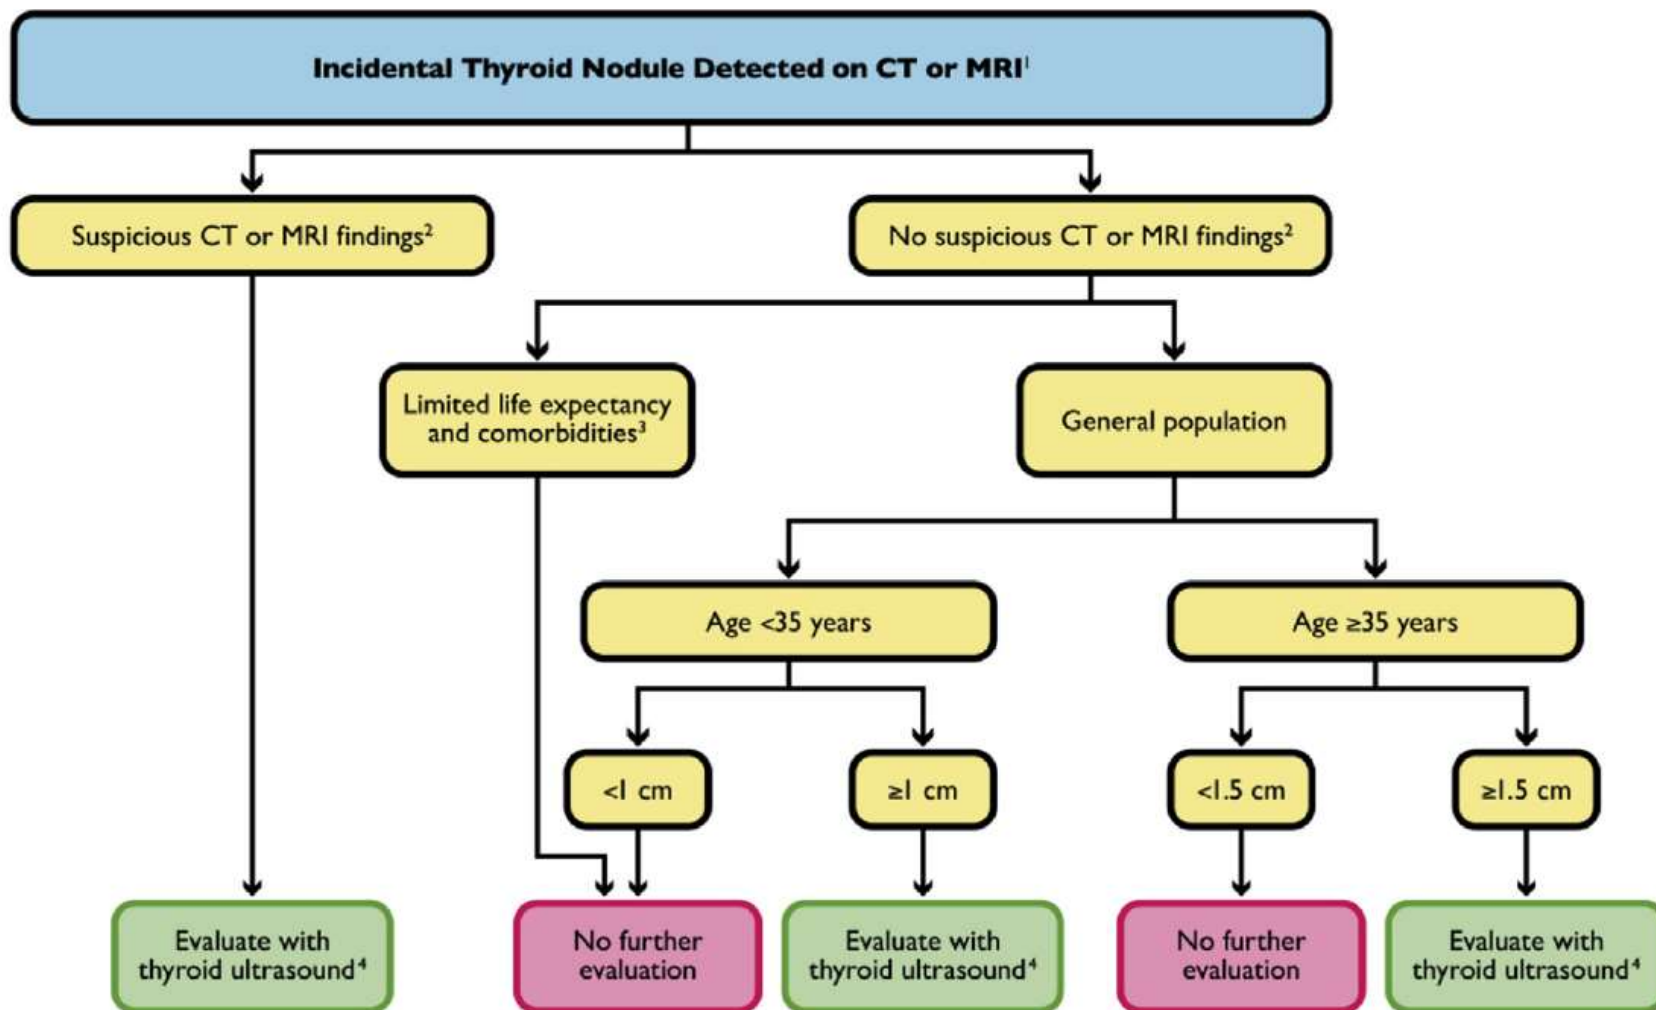 Incidental Thyroid Nodule Detected on CT or MRI¹
Suspicious CT or MRI findings²
No suspicious CT or MRI findings²
Limited life expectancy
and comorbidities³
General population
Age <35 years
Age ≥35 years
<1 cm
≥1 cm
<1.5 cm
≥1.5 cm
Evaluate with
thyroid ultrasound⁴
No further
evaluation
Evaluate with
thyroid ultrasound⁴
No further
evaluation
Evaluate with
thyroid ultrasound⁴